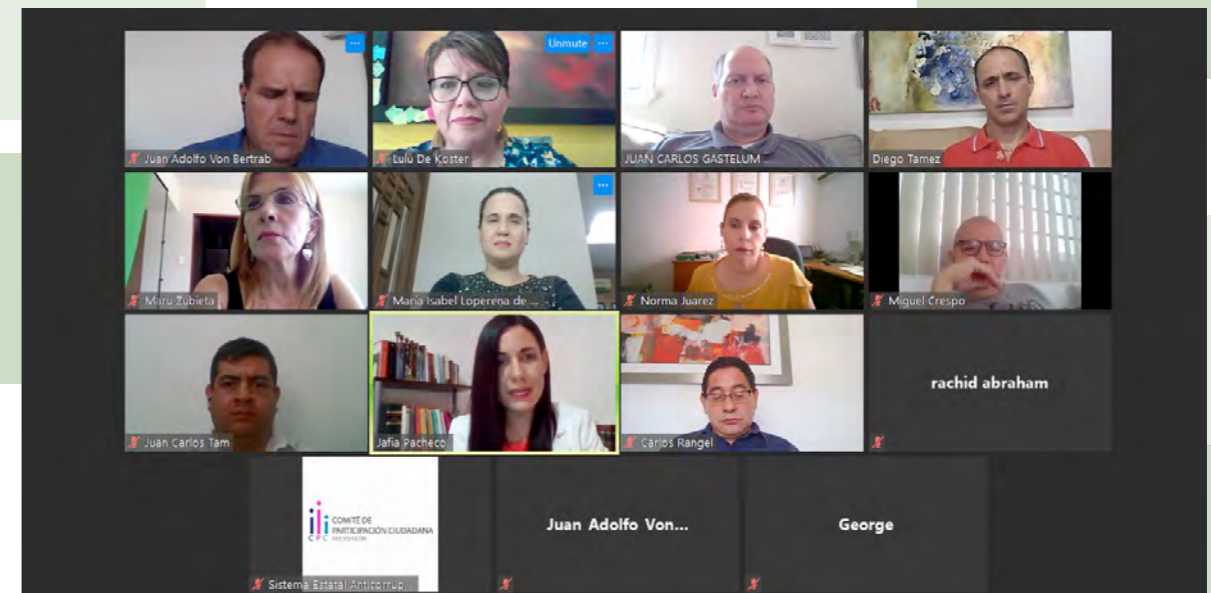 Juan Adolfo Von Bertrab
Unmute
Lulú De Koster
JUAN CARLOS GASTELUM
Diego Tamez
Maru Zubieta
María Isabel Loperena de ...
Norma Juarez
Miguel Crespo
Juan Carlos Tam
Jafia Pacheco
Carlos Rangel
rachid abraham
CPC
COMITÉ DE
PARTICIPACIÓN CIUDADANA
NUEVO LEÓN
Sistema Estatal Anticorrup...
Juan Adolfo Von...
George